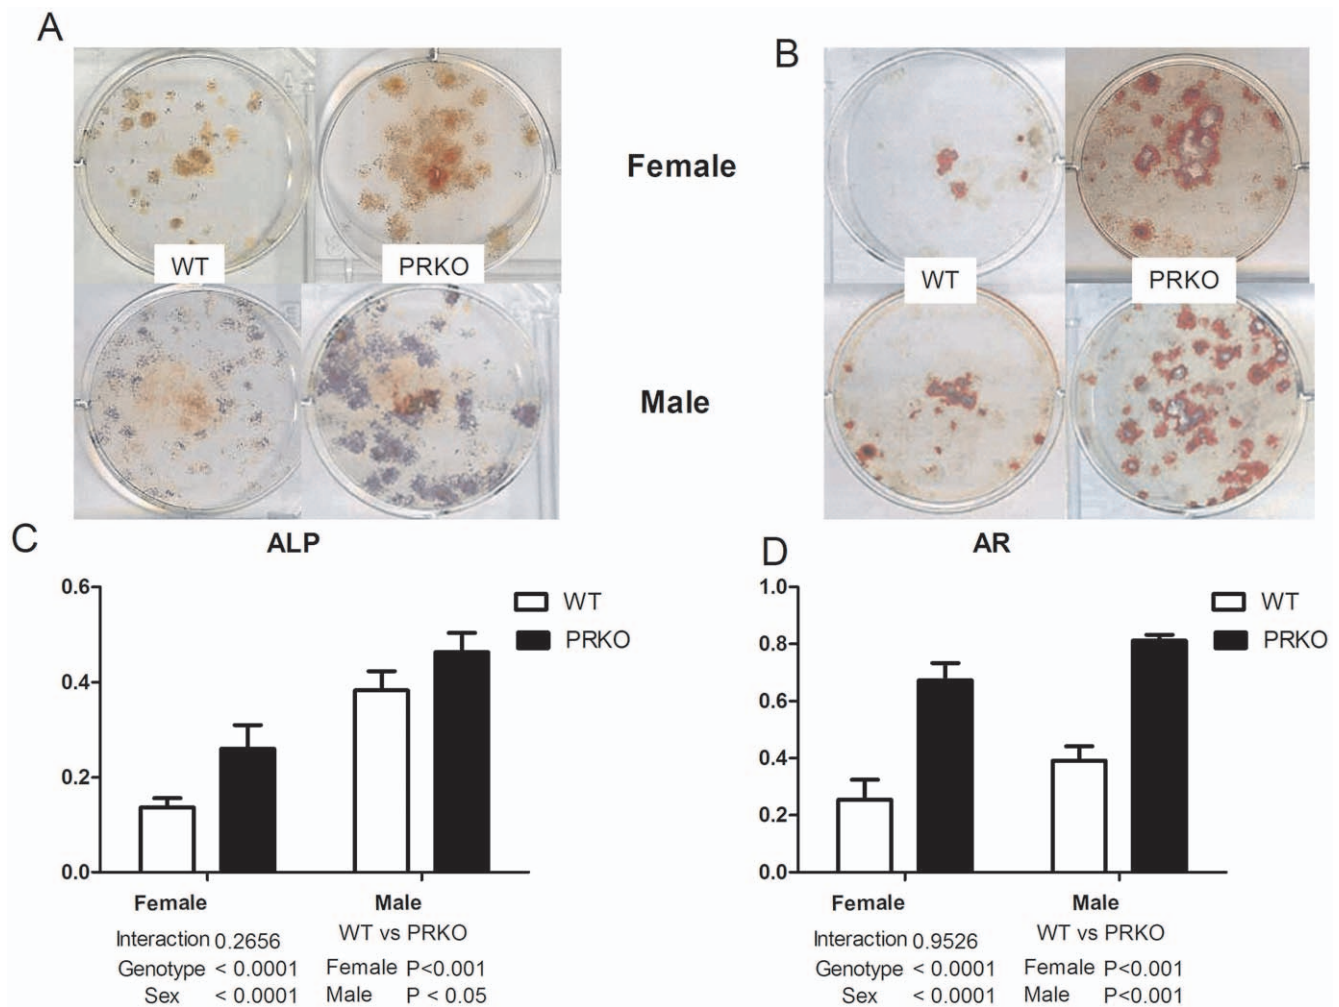 A
B
Female
WT
PRKO
WT
PRKO
Male
C
ALP
D
AR
0.6
0.4
0.2
0.0
WT
PRKO
Female
Male
Interaction 0.2656
Genotype < 0.0001
Sex < 0.0001
WT vs PRKO
Female P<0.001
Male P < 0.05
1.0
0.8
0.6
0.4
0.2
0.0
WT
PRKO
Female
Male
Interaction 0.9526
Genotype < 0.0001
Sex < 0.0001
WT vs PRKO
Female P<0.001
Male P<0.001